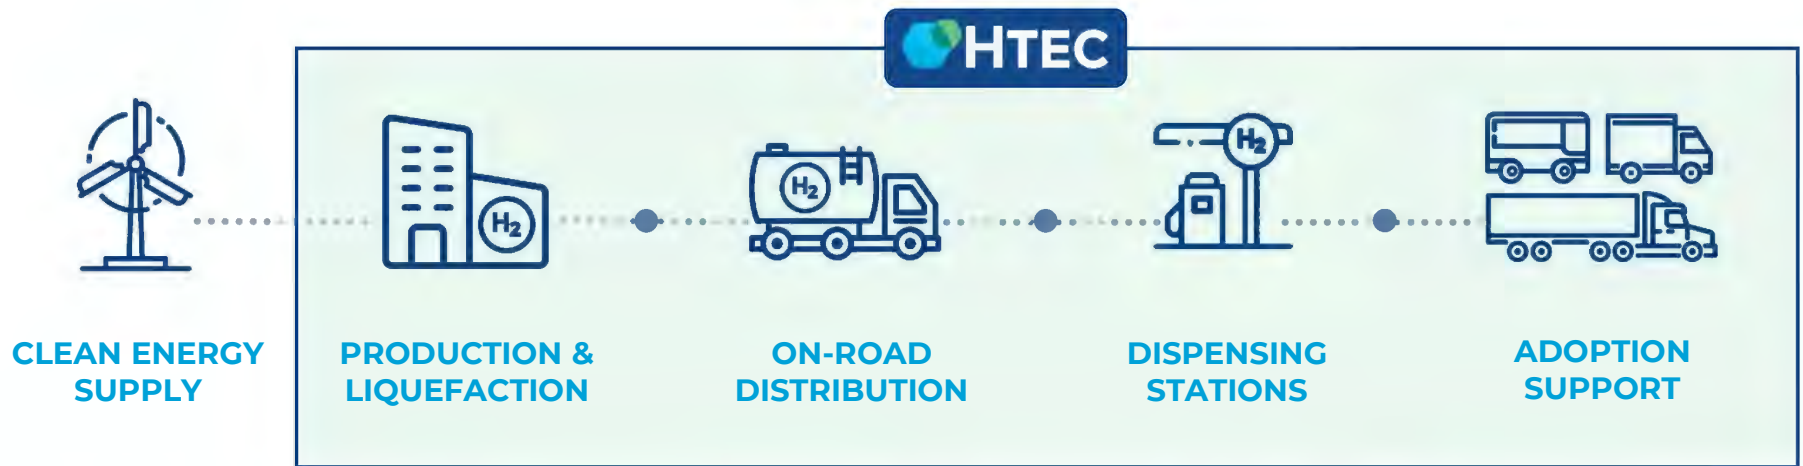 HTEC
H2
H2
H2
CLEAN ENERGY
SUPPLY
PRODUCTION &
LIQUEFACTION
ON-ROAD
DISTRIBUTION
DISPENSING
STATIONS
ADOPTION
SUPPORT